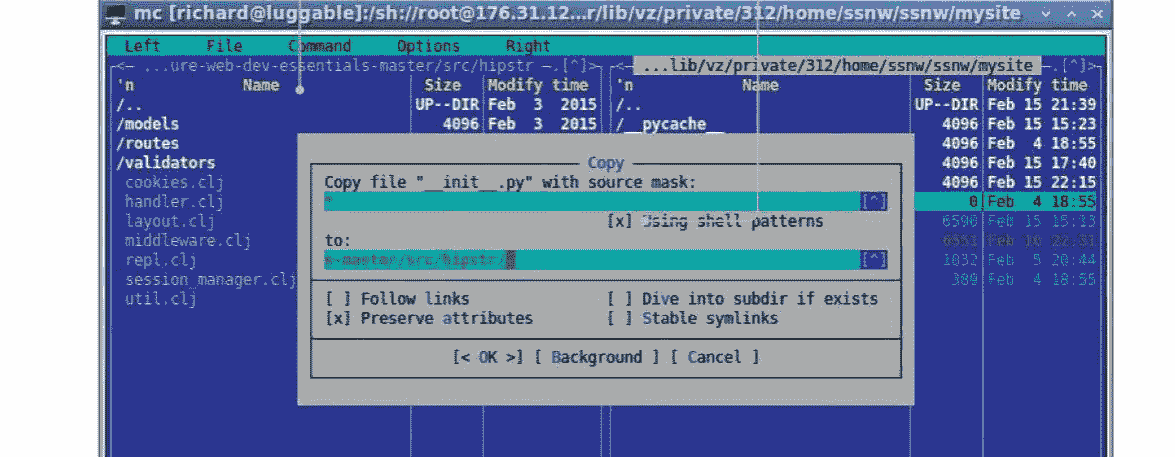 mc [richard@luggable]:/sh://root@176.31.12...r/lib/vz/private/312/home/ssnw/ssnw/mysite
Left File Command Options Right
<— ...ure-web-dev-essentials-master/src/hipstr —.[^]> <— ...lib/vz/private/312/home/ssnw/ssnw/mysite —.[^]>
'n Name Size Modify time 'n Name Size Modify time
/.. UP--DIR Feb 3 2015 /.. UP--DIR Feb 15 21:39
/models 4096 Feb 3 2015 /__pycache__ 4096 Feb 15 15:23
/routes 4096 Feb 4 18:55
/validators Copy 4096 Feb 15 17:40
cookies.clj Copy file "__init__.py" with source mask: 4096 Feb 15 22:15
handler.clj * [^] 0 Feb 4 18:55
layout.clj [x] Using shell patterns 6590 Feb 15 15:13
middleware.clj to: Feb
repl.clj s-master/src/hipstr/ [^] 1032 Feb 5 20:44
session_manager.clj 389 Feb 4 18:55
util.clj [ ] Follow links [ ] Dive into subdir if exists
[x] Preserve attributes [ ] Stable symlinks
[< OK >] [ Background ] [ Cancel ]